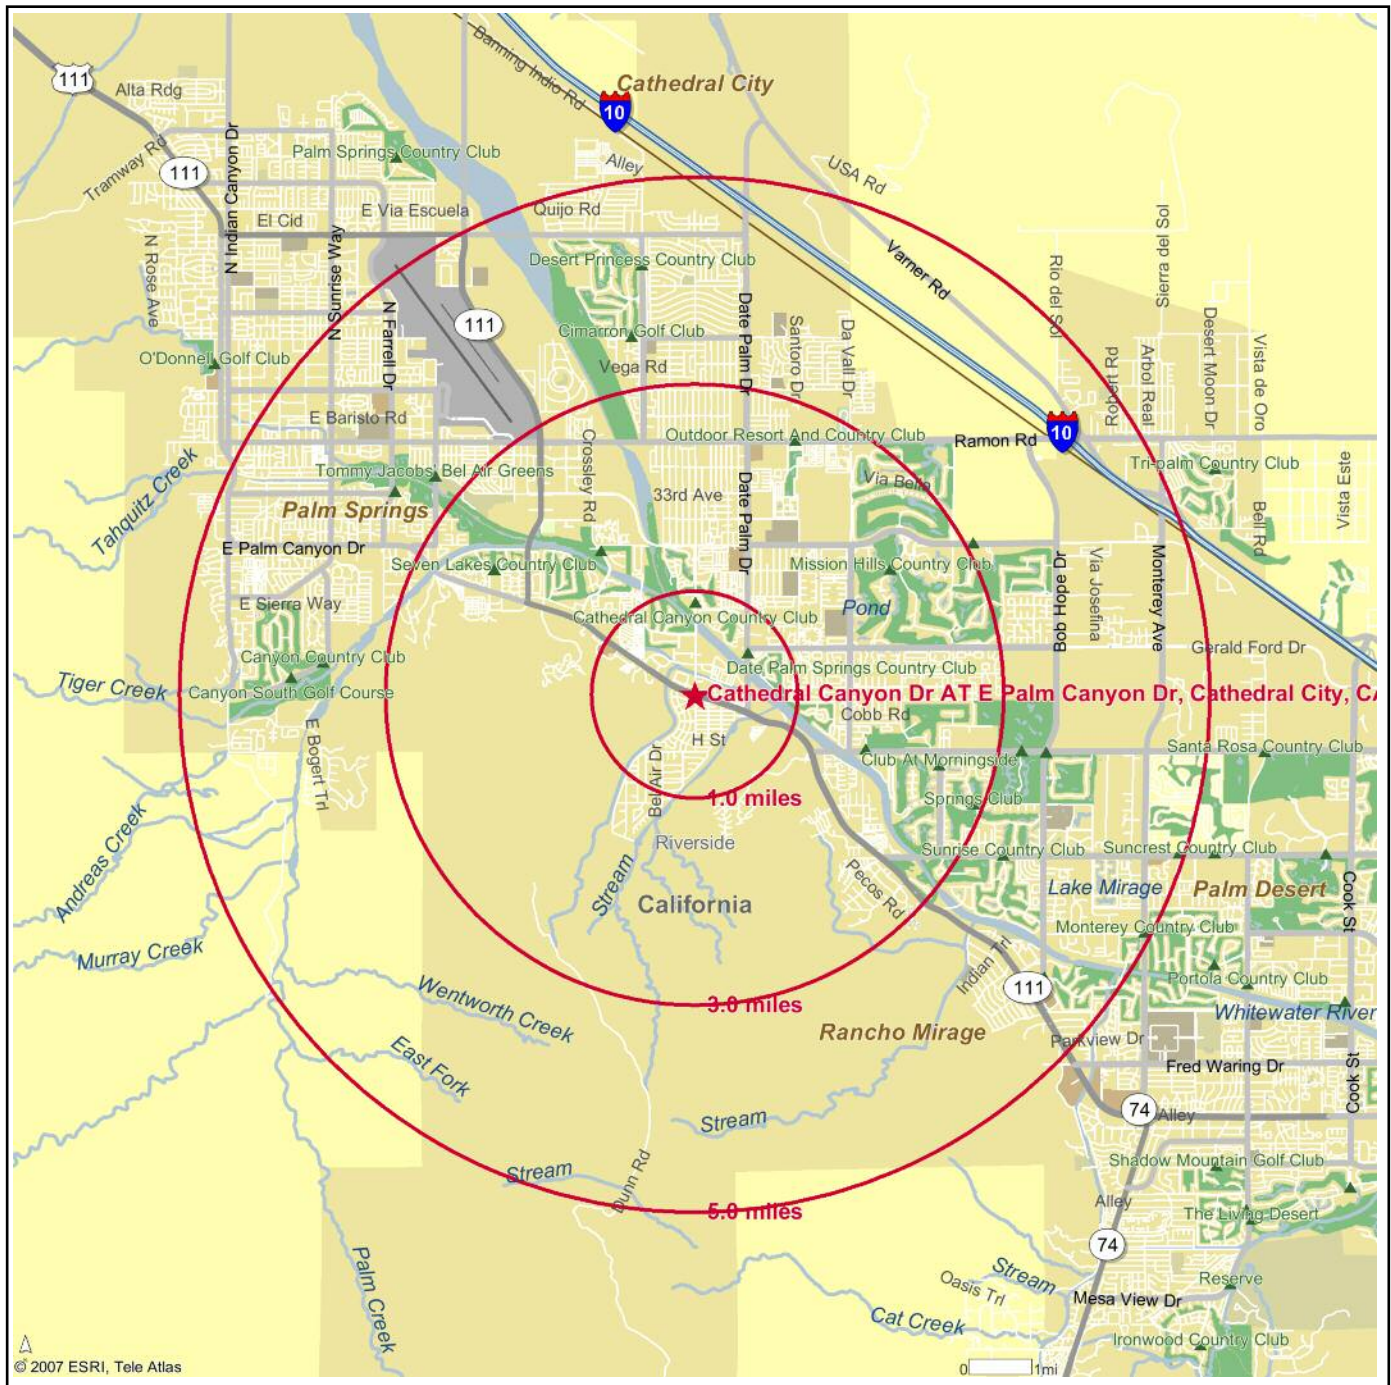 Banning Indio Rd
Cathedral City
111
Alta Rdg
10
Palm Springs Country Club
Alley
Tramway Rd
111
N Indian Canyon Dr
USA Rd
E Via Escuela
Quijo Rd
El Cid
N Rose Ave
N Sunrise Way
Sierra del Sol
Desert Princess Country Club
Varner Rd
Rio del Sol
N Farrell Dr
111
Cimarron Golf Club
Date Palm Dr
Santoro Dr
Da Vall Dr
Desert Moon Dr
O'Donnell Golf Club
Vega Rd
Robert Rd
Arbol Real
Vista de Oro
E Baristo Rd
Outdoor Resort And Country Club
Ramon Rd
10
Crossley Rd
Tommy Jacobs' Bel Air Greens
Tri-palm Country Club
Via Bella
Tahquitz Creek
33rd Ave
Date Palm Dr
Vista Este
Palm Springs
Bell Rd
E Palm Canyon Dr
Seven Lakes Country Club
Mission Hills Country Club
Bob Hope Dr
Via Josefina
Monterey Ave
E Sierra Way
Pond
Cathedral Canyon Country Club
Gerald Ford Dr
Canyon Country Club
Date Palm Springs Country Club
Tiger Creek
Canyon South Golf Course
Cathedral Canyon Dr AT E Palm Canyon Dr, Cathedral City, CA
Cobb Rd
E Bogert Trl
H St
Bel Air Dr
Santa Rosa Country Club
Club At Morningside
1.0 miles
Springs Club
Andreas Creek
Riverside
Sunrise Country Club
Suncrest Country Club
Stream
Pecos Rd
Lake Mirage
Palm Desert
California
Cook St
Murray Creek
Monterey Country Club
Indian Trl
Wentworth Creek
111
Portola Country Club
3.0 miles
Whitewater River
Rancho Mirage
Parkview Dr
East Fork
Fred Waring Dr
Cook St
74
Alley
Stream
Shadow Mountain Golf Club
Stream
Dunn Rd
Alley
5.0 miles
The Living Desert
74
Palm Creek
Stream
Oasis Trl
Reserve
Mesa View Dr
Cat Creek
Ironwood Country Club
© 2007 ESRI, Tele Atlas
0 1mi